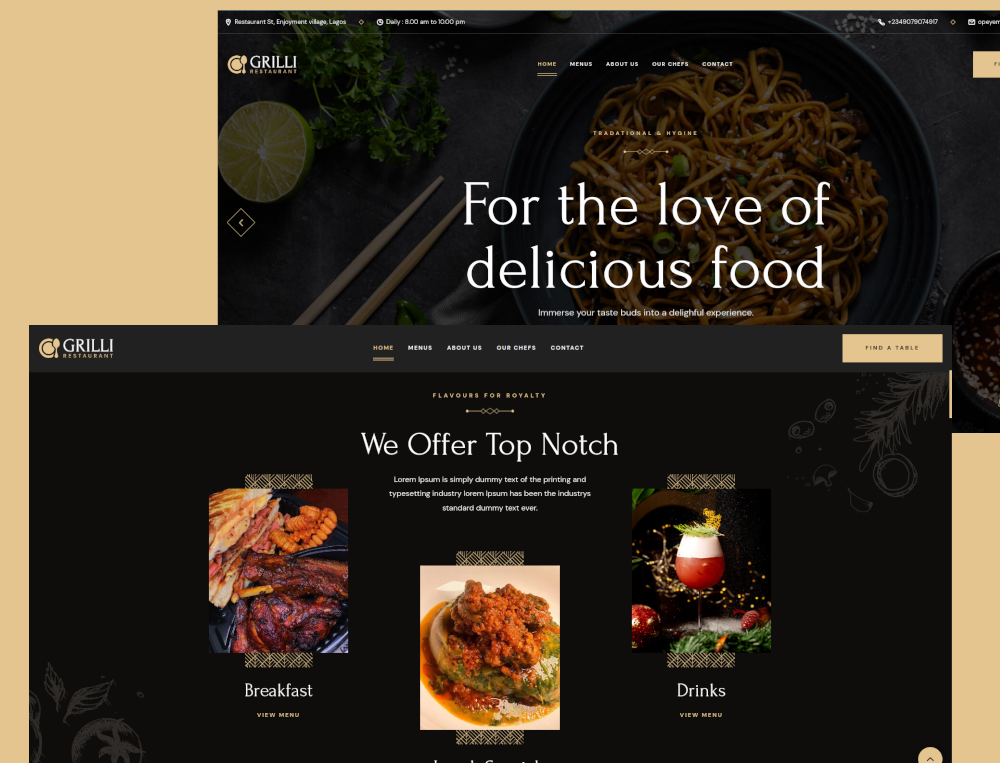 Restaurant St, Enjoyment village, Lagos
Daily : 8.00 am to 10.00 pm
+2349079074917
GRILLI
RESTAURANT
HOME MENUS ABOUT US OUR CHEFS CONTACT
TRADATIONAL & HYGINE
For the love of
delicious food
Immerse your taste buds into a delighful experience.
GRILLI
RESTAURANT
HOME MENUS ABOUT US OUR CHEFS CONTACT
FIND A TABLE
FLAVOURS FOR ROYALTY
We Offer Top Notch
Lorem Ipsum is simply dummy text of the printing and
typesetting industry lorem Ipsum has been the industrys
standard dummy text ever.
Breakfast
VIEW MENU
Drinks
VIEW MENU